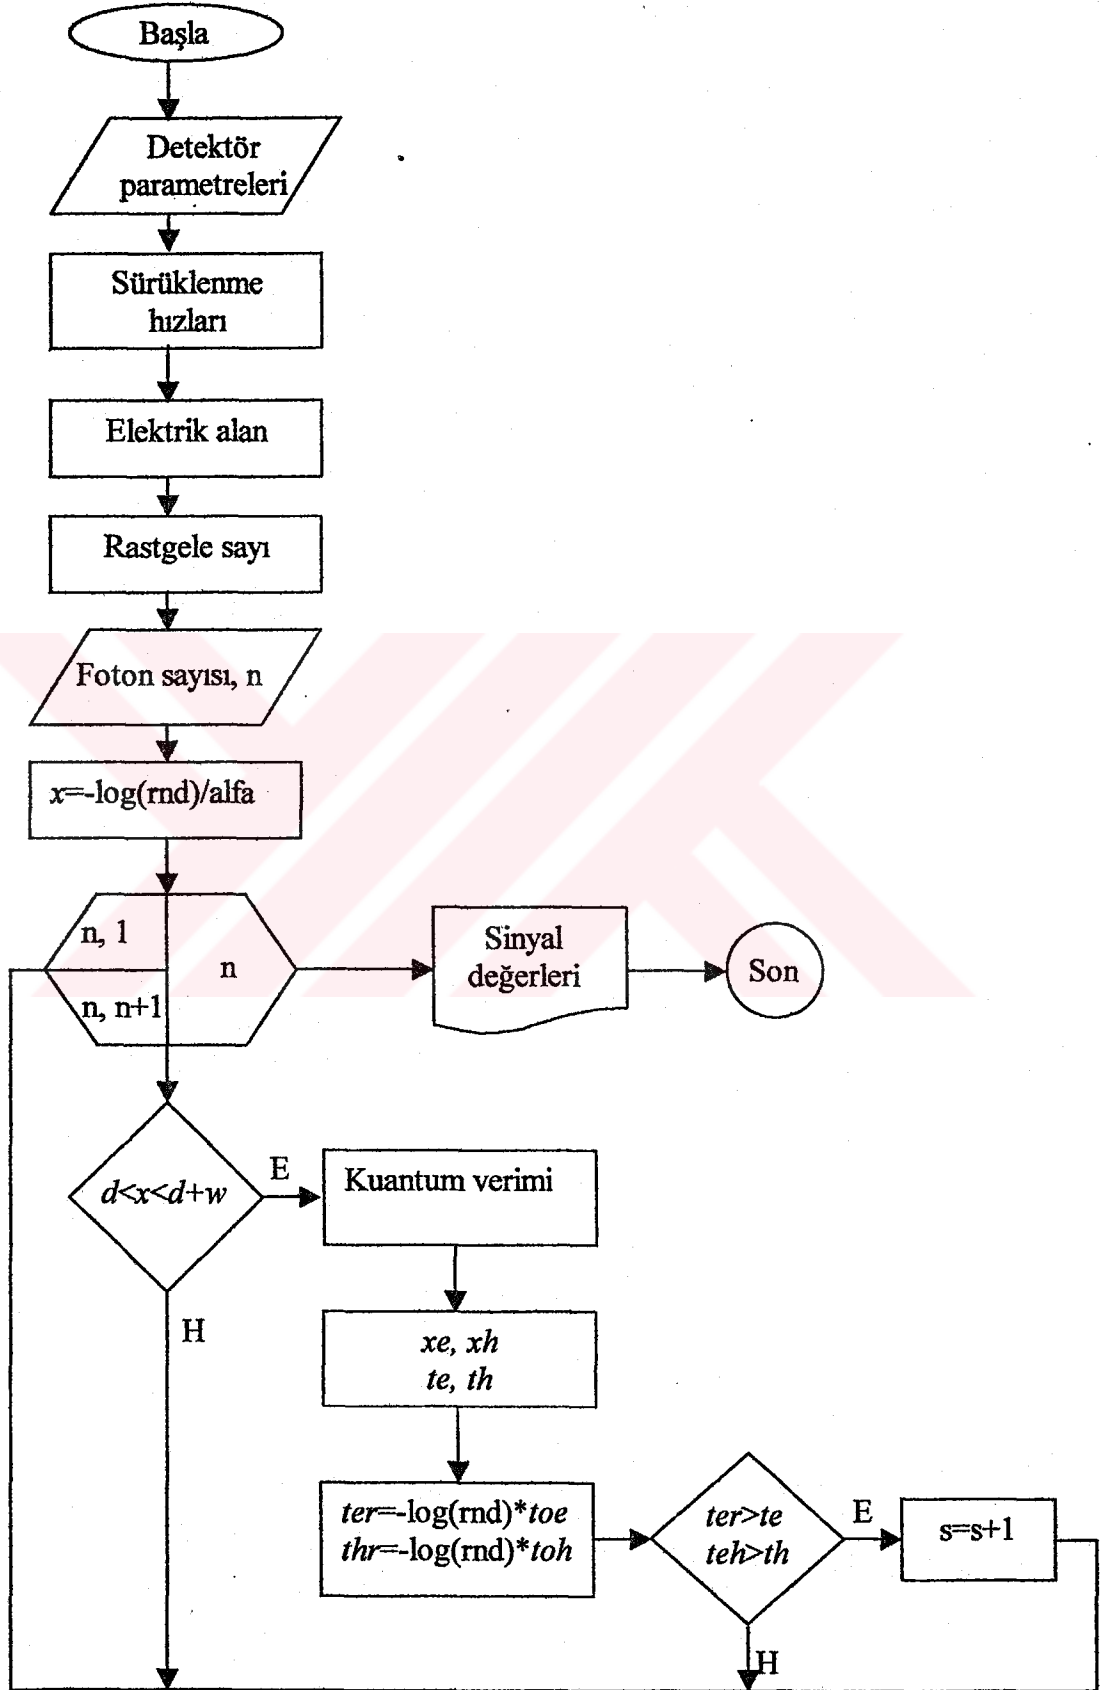 Başla
Detektör
parametreleri
Sürüklenme
hızları
Elektrik alan
Rastgele sayı
Foton sayısı, n
x=-log(rnd)/alfa
n, 1
n
n, n+1
Sinyal
değerleri
Son
d<x<d+w
E
Kuantum verimi
H
xe, xh
te, th
ter=-log(rnd)*toe
thr=-log(rnd)*toh
ter>te
teh>th
E
s=s+1
H